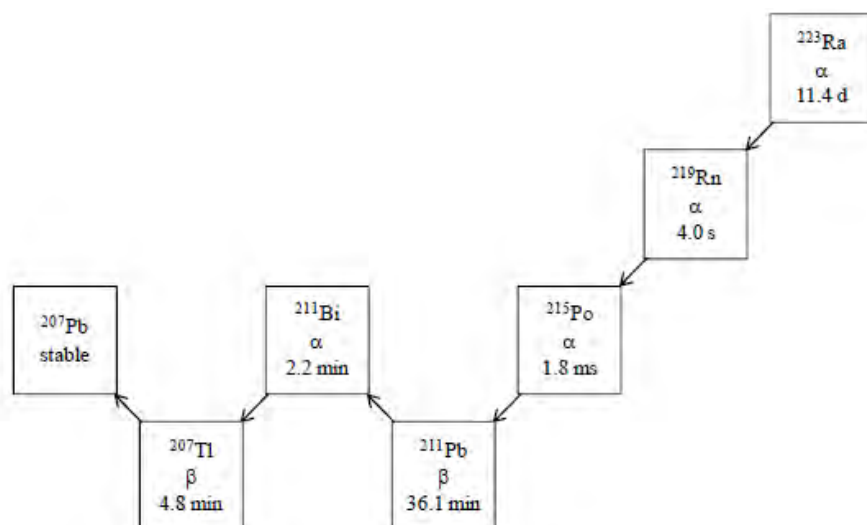 ²²³Ra
α
11.4 d
²¹⁹Rn
α
4.0 s
²⁰⁷Pb
stable
²¹¹Bi
α
2.2 min
²¹⁵Po
α
1.8 ms
²⁰⁷Tl
β
4.8 min
²¹¹Pb
β
36.1 min